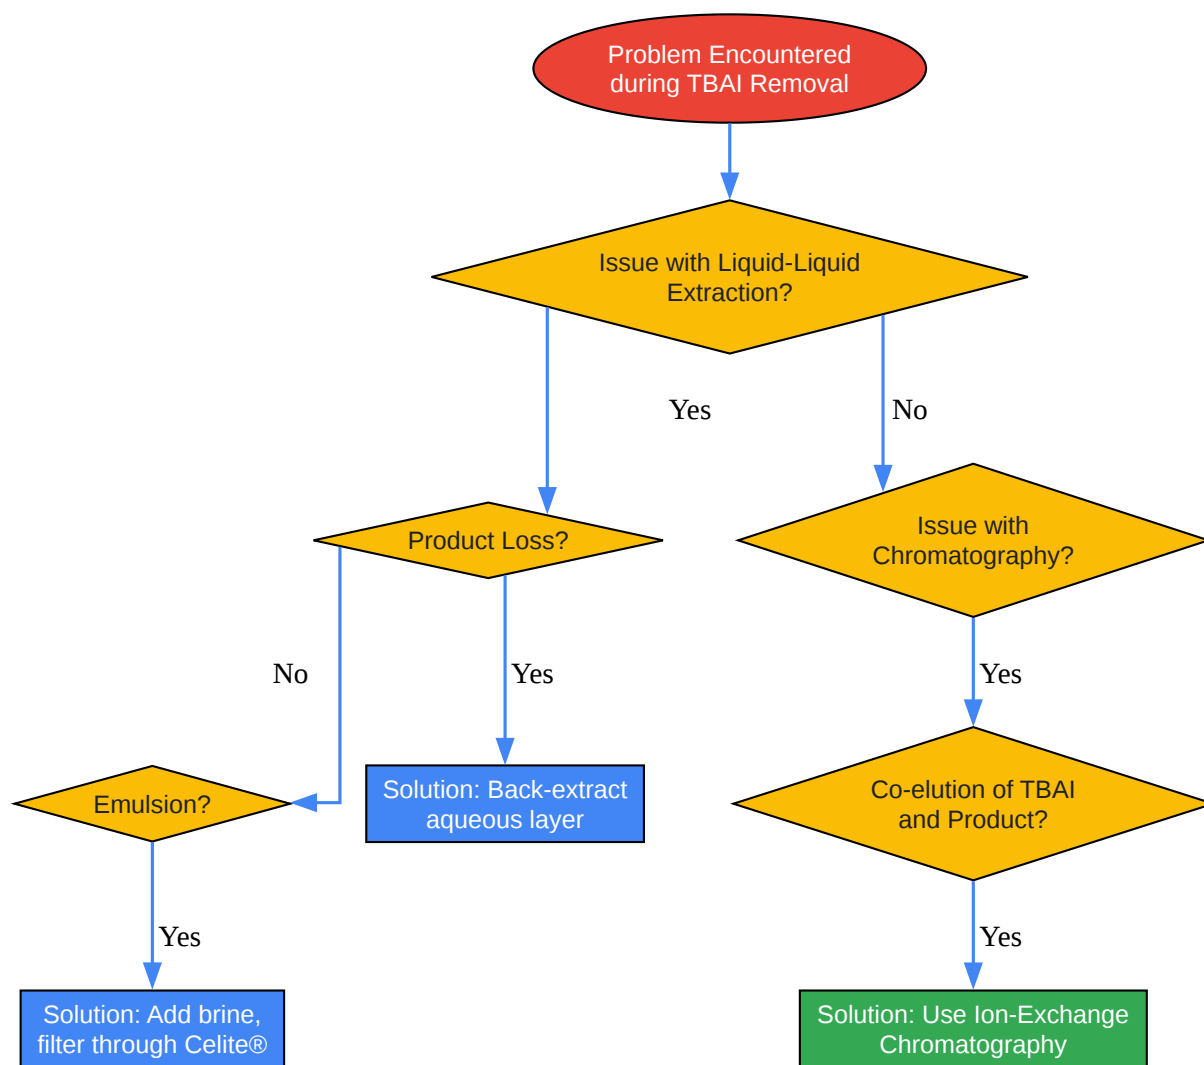 Problem Encountered
during TBAI Removal
Issue with Liquid-Liquid
Extraction?
Yes
No
Product Loss?
Issue with
Chromatography?
No
Yes
Yes
Emulsion?
Solution: Back-extract
aqueous layer
Co-elution of TBAI
and Product?
Yes
Yes
Solution: Add brine,
filter through Celite®
Solution: Use Ion-Exchange
Chromatography